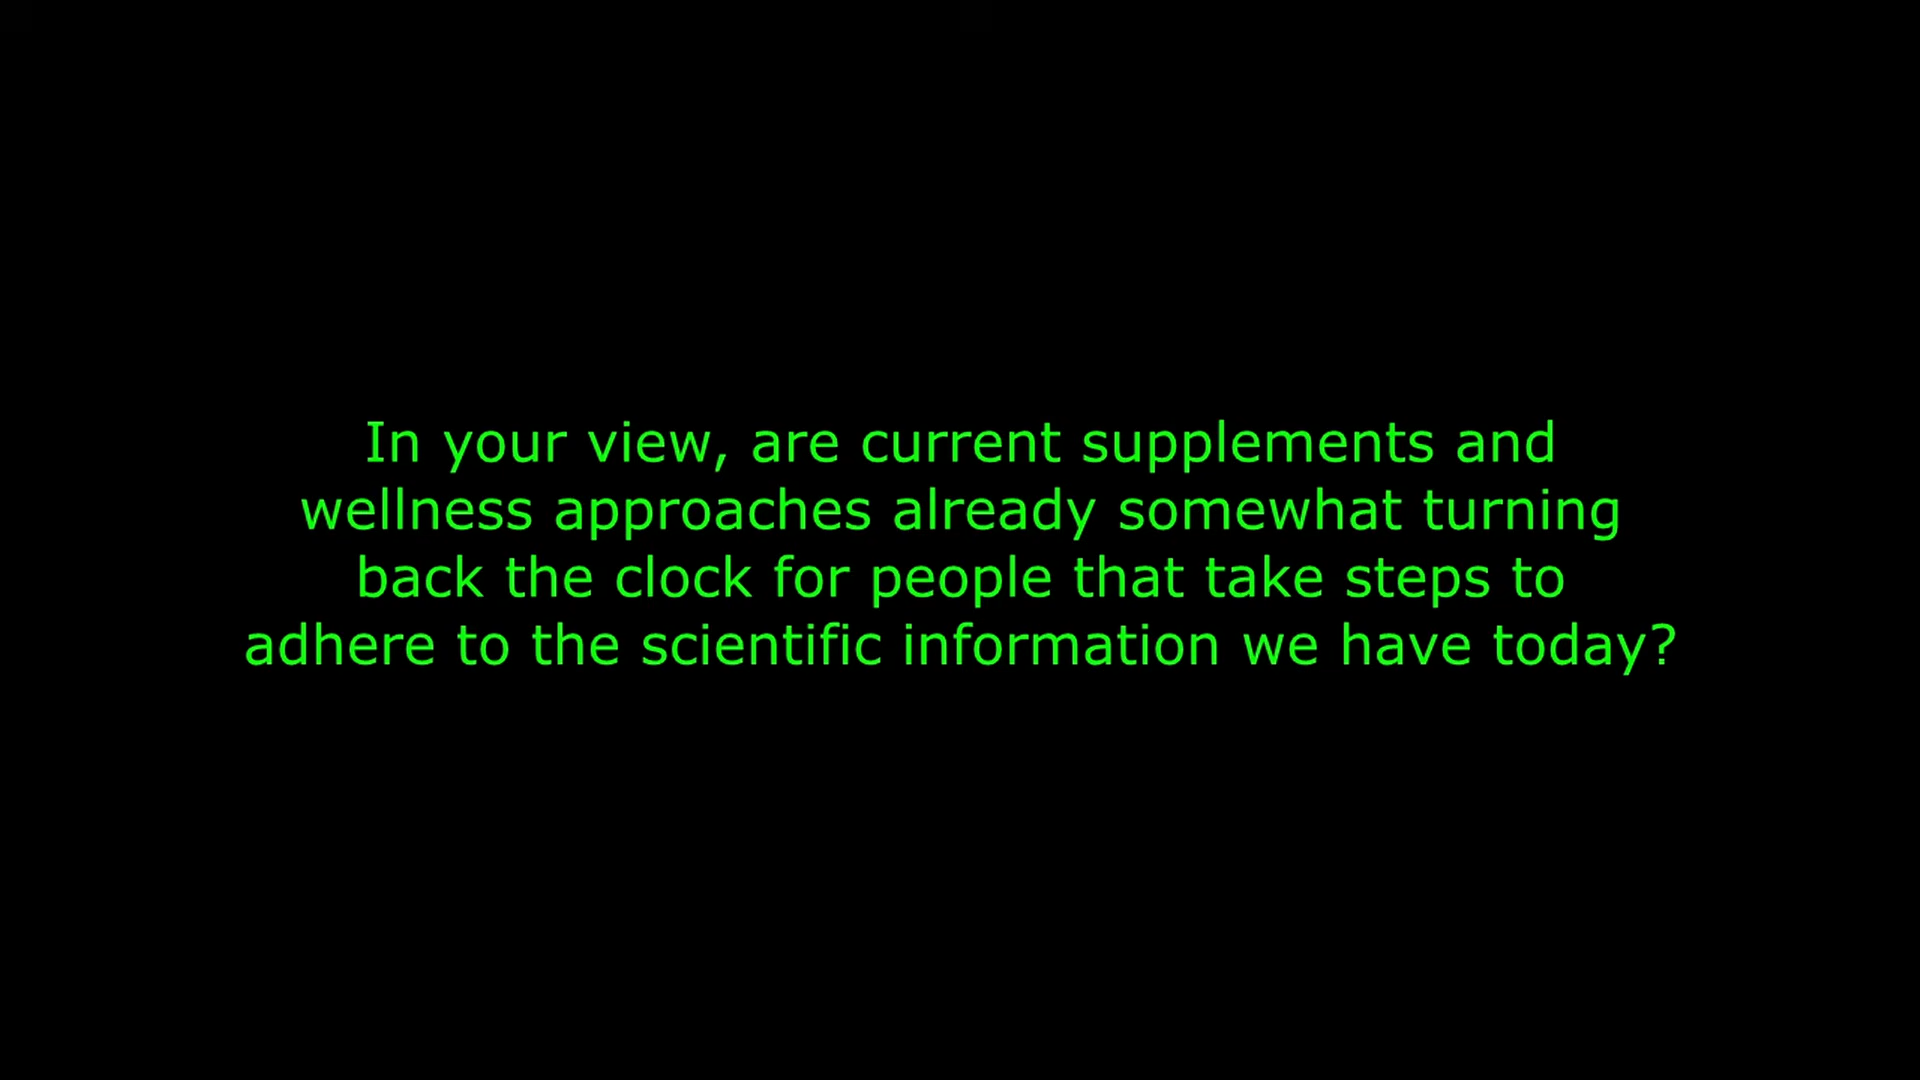 In your view, are current supplements and
wellness approaches already somewhat turning
back the clock for people that take steps to
adhere to the scientific information we have today?